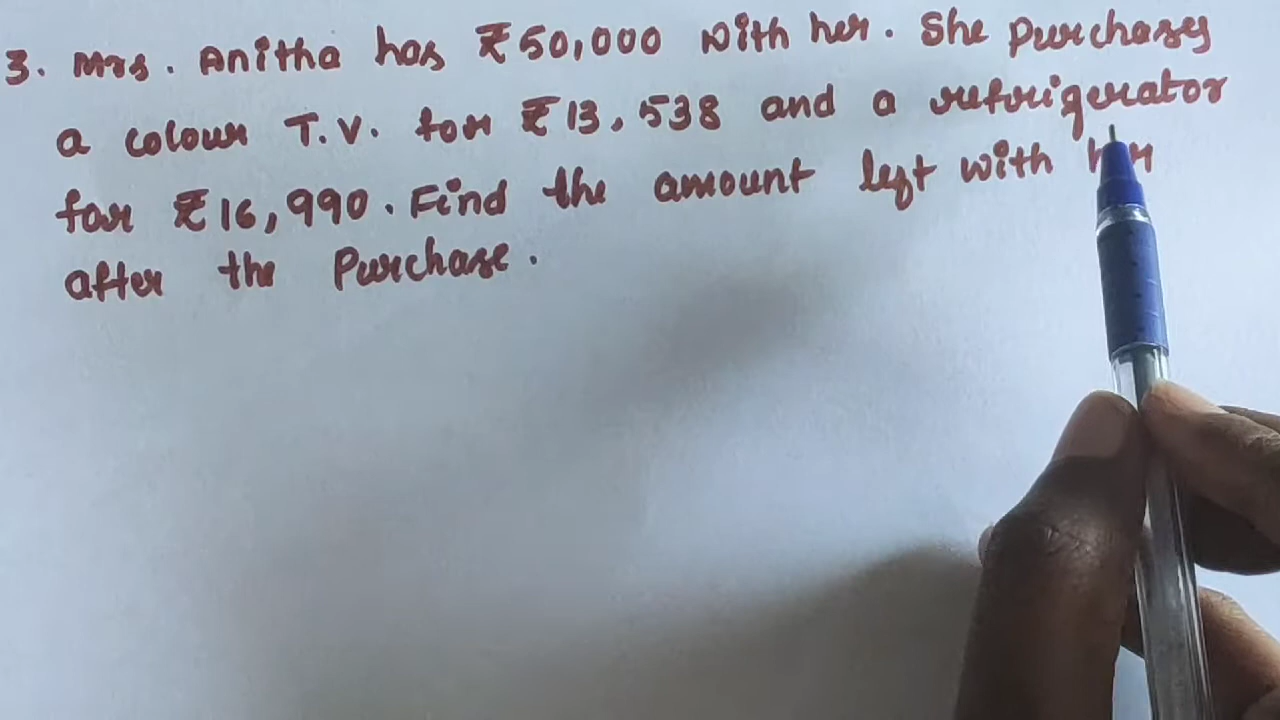 3. Mrs. Anitha has ₹50,000 with her. She Purchases
a colour T.V. for ₹13,538 and a refrigerator
for ₹16,990. Find the amount left with her
after the Purchase.